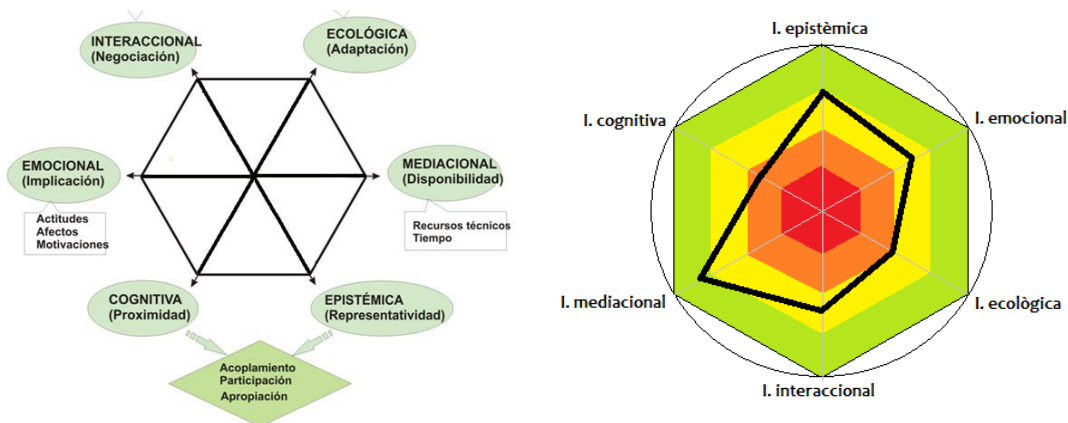 INTERACCIONAL
(Negociación)
ECOLÓGICA
(Adaptación)
EMOCIONAL
(Implicación)
Actitudes
Afectos
Motivaciones
MEDIACIONAL
(Disponibilidad)
Recursos técnicos
Tiempo
COGNITIVA
(Proximidad)
EPISTÉMICA
(Representatividad)
Acoplamiento
Participación
Apropiación
I. epistèmica
I. cognitiva
I. emocional
I. mediacional
I. ecològica
I. interaccional